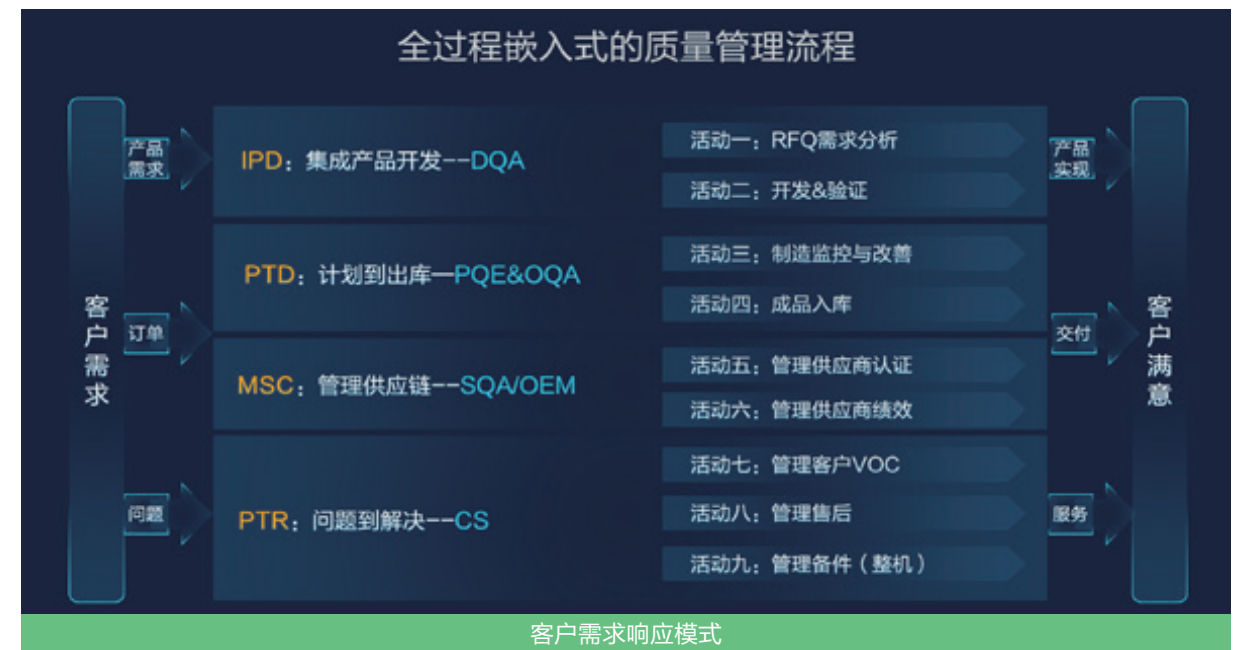 全过程嵌入式的质量管理流程
客户需求
产品
需求
订单
问题
IPD：集成产品开发--DQA
活动一：RFQ需求分析
活动二：开发&验证
PTD：计划到出库—PQE&OQA
活动三：制造监控与改善
活动四：成品入库
MSC：管理供应链--SQA/OEM
活动五：管理供应商认证
活动六：管理供应商绩效
PTR：问题到解决--CS
活动七：管理客户VOC
活动八：管理售后
活动九：管理备件（整机）
产品
实现
交付
服务
客户满意
客户需求响应模式